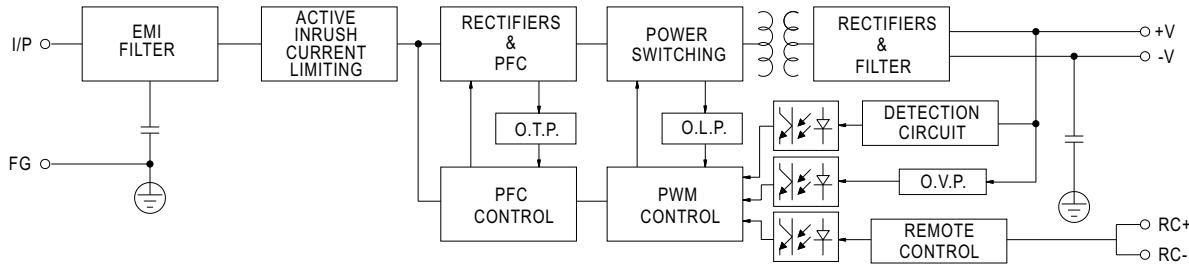 I/P
EMI
FILTER
ACTIVE
INRUSH
CURRENT
LIMITING
RECTIFIERS
&
PFC
POWER
SWITCHING
RECTIFIERS
&
FILTER
+V
-V
O.T.P.
O.L.P.
DETECTION
CIRCUIT
FG
PFC
CONTROL
PWM
CONTROL
O.V.P.
REMOTE
CONTROL
RC+
RC-